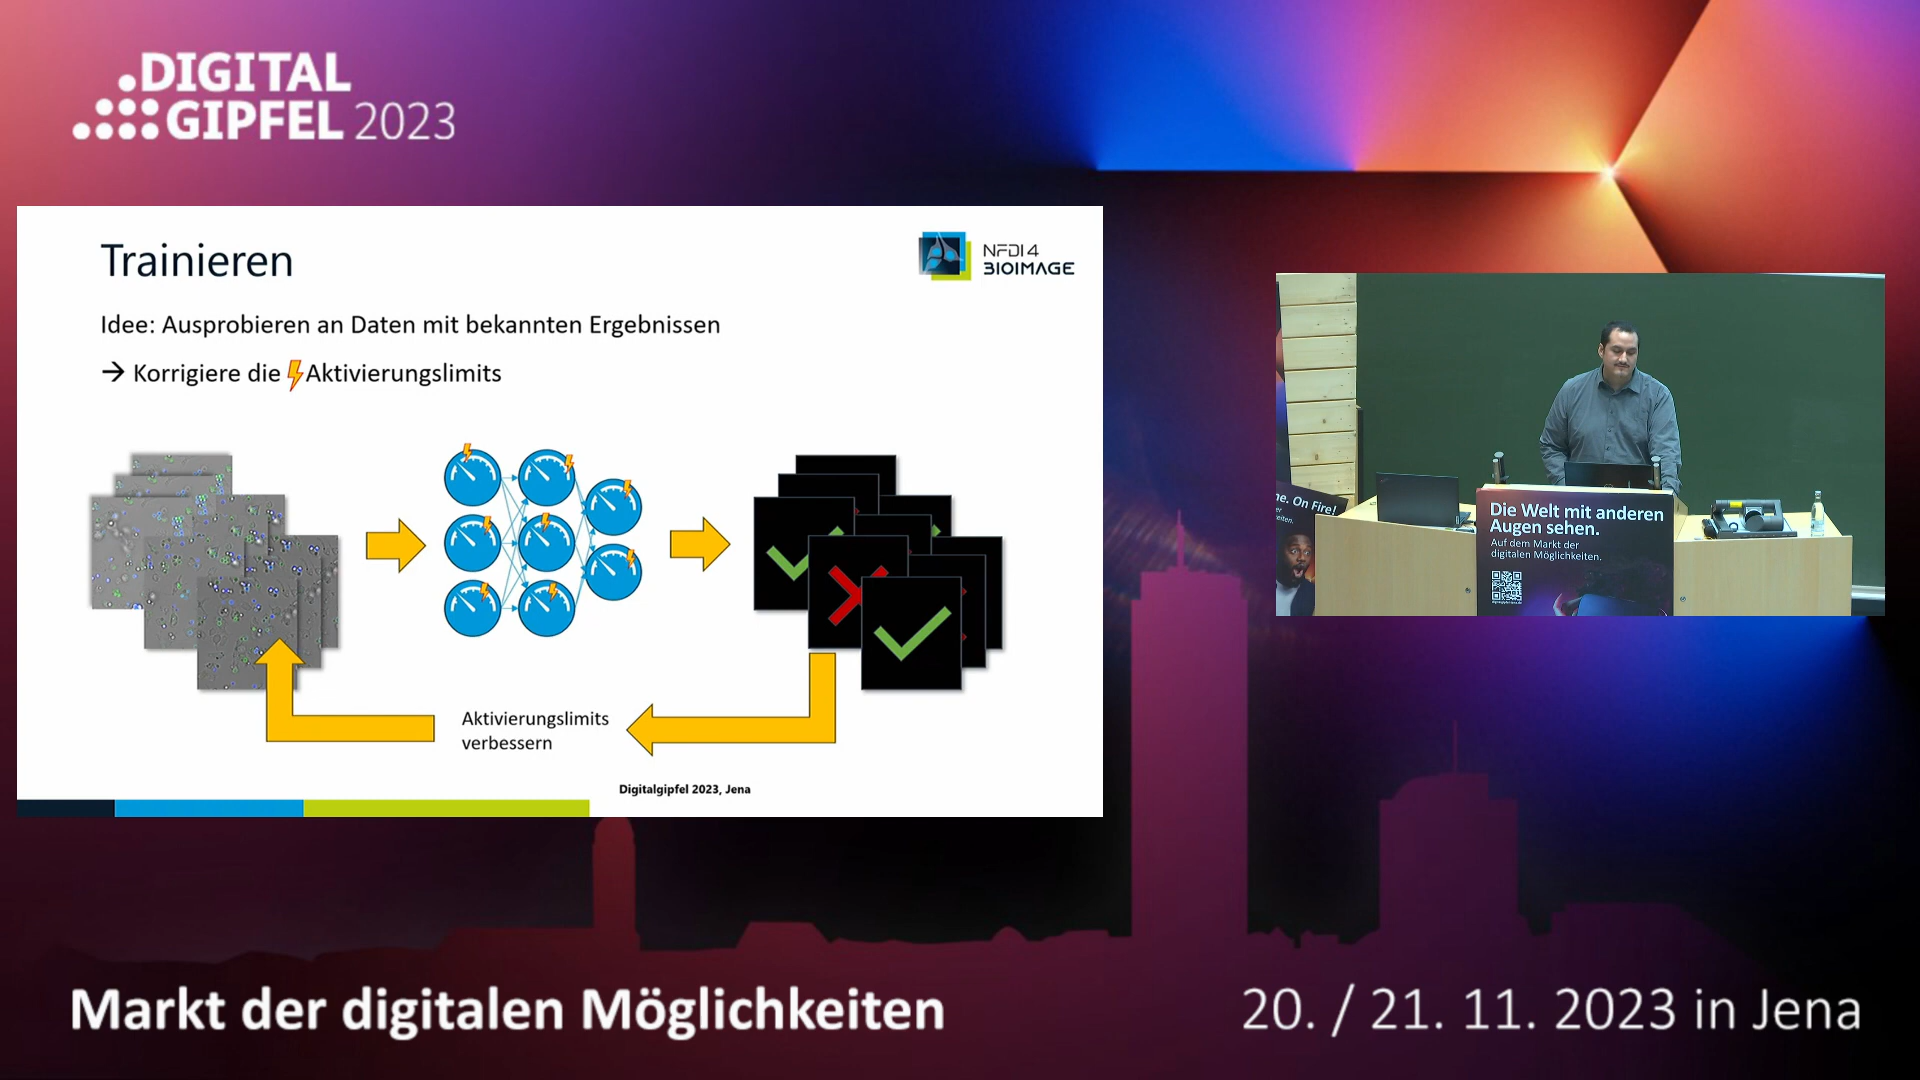 DIGITAL
GIPFEL 2023
Trainieren
NFDI4
BIOIMAGE
Idee: Ausprobieren an Daten mit bekannten Ergebnissen
→ Korrigiere die Aktivierungslimits
Aktivierungslimits
verbessern
Digitalgipfel 2023, Jena
ne. On Fire!
Die Welt mit anderen
Augen sehen.
Auf dem Markt der
digitalen Möglichkeiten.
Markt der digitalen Möglichkeiten
20. / 21. 11. 2023 in Jena